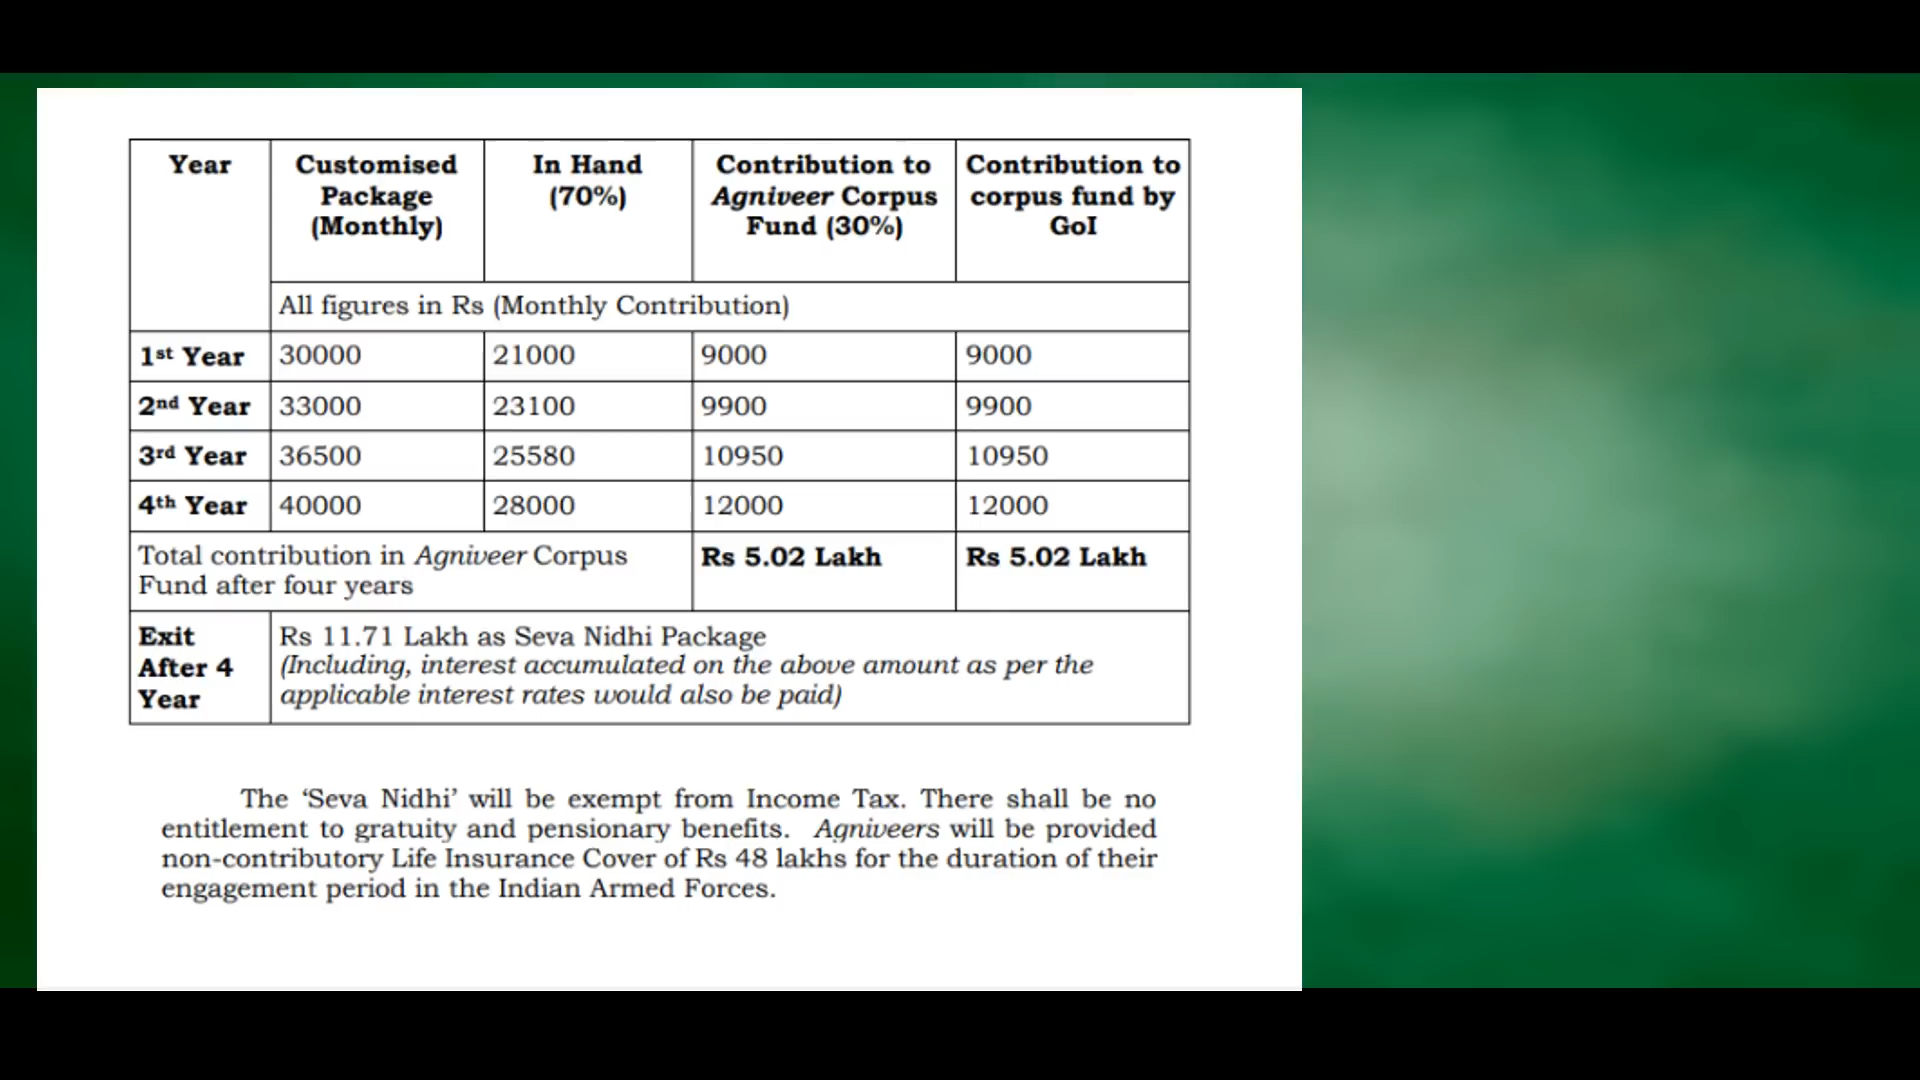 Year Customised Package (Monthly) In Hand (70%) Contribution to Agniveer Corpus Fund (30%) Contribution to corpus fund by GoI
All figures in Rs (Monthly Contribution)
1st Year 30000 21000 9000 9000
2nd Year 33000 23100 9900 9900
3rd Year 36500 25580 10950 10950
4th Year 40000 28000 12000 12000
Total contribution in Agniveer Corpus Fund after four years Rs 5.02 Lakh Rs 5.02 Lakh
Exit After 4 Year Rs 11.71 Lakh as Seva Nidhi Package
(Including, interest accumulated on the above amount as per the
applicable interest rates would also be paid)
The ‘Seva Nidhi’ will be exempt from Income Tax. There shall be no
entitlement to gratuity and pensionary benefits. Agniveers will be provided
non-contributory Life Insurance Cover of Rs 48 lakhs for the duration of their
engagement period in the Indian Armed Forces.